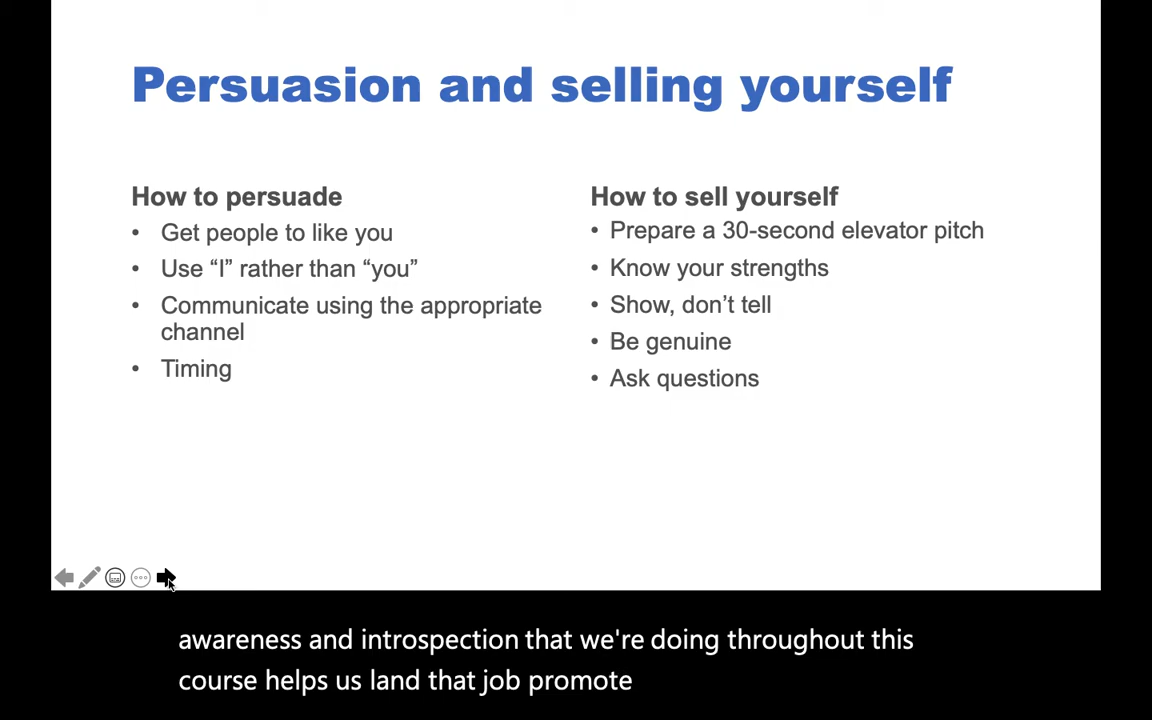 Persuasion and selling yourself
How to persuade
• Get people to like you
• Use “I” rather than “you”
• Communicate using the appropriate
channel
• Timing
How to sell yourself
• Prepare a 30-second elevator pitch
• Know your strengths
• Show, don’t tell
• Be genuine
• Ask questions
awareness and introspection that we're doing throughout this
course helps us land that job promote